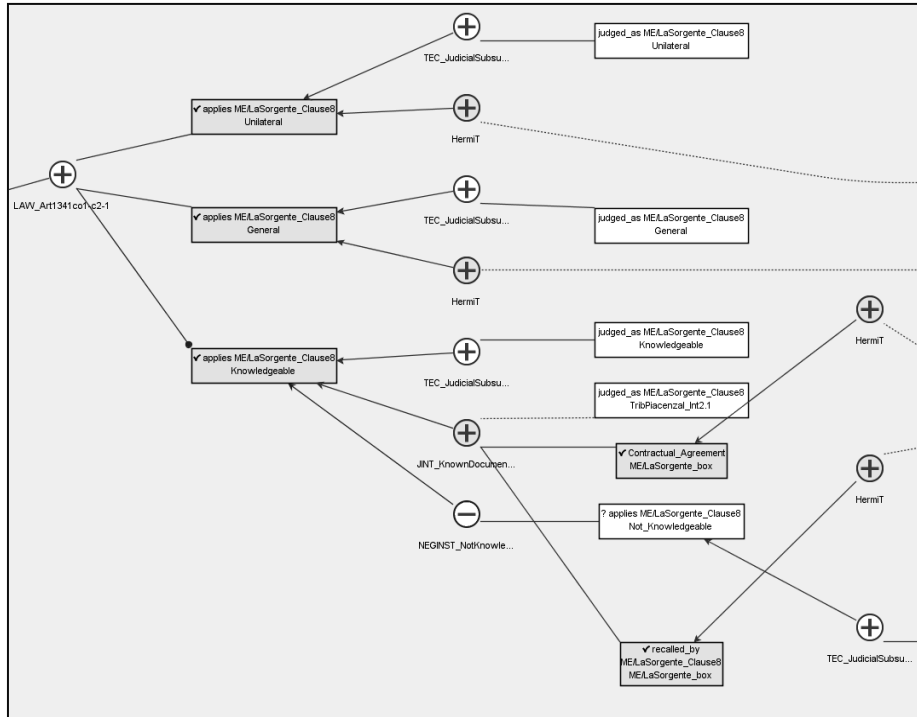 judged_as ME/LaSorgente_Clause8
Unilateral
TEC_JudicialSubsu...
✔ applies ME/LaSorgente_Clause8
Unilateral
HermiT
LAW_Art1341co1-c2-1
✔ applies ME/LaSorgente_Clause8
General
TEC_JudicialSubsu...
judged_as ME/LaSorgente_Clause8
General
HermiT
HermiT
✔ applies ME/LaSorgente_Clause8
Knowledgeable
TEC_JudicialSubsu...
judged_as ME/LaSorgente_Clause8
Knowledgeable
judged_as ME/LaSorgente_Clause8
TribPiacenzaI_Int2.1
JINT_KnownDocumen...
✔ Contractual_Agreement
ME/LaSorgente_box
HermiT
NEGINST_NotKnowle...
? applies ME/LaSorgente_Clause8
Not_Knowledgeable
✔ recalled_by
ME/LaSorgente_Clause8
ME/LaSorgente_box
TEC_JudicialSubsu...